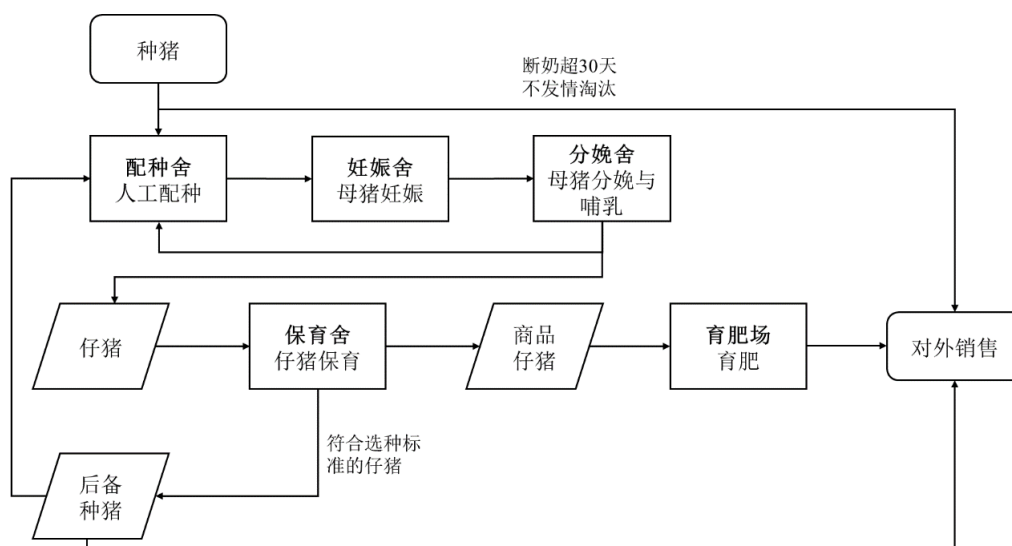 种猪
断奶超30天
不发情淘汰
配种舍
人工配种
妊娠舍
母猪妊娠
分娩舍
母猪分娩与
哺乳
仔猪
保育舍
仔猪保育
商品
仔猪
育肥场
育肥
对外销售
符合选种标
准的仔猪
后备
种猪